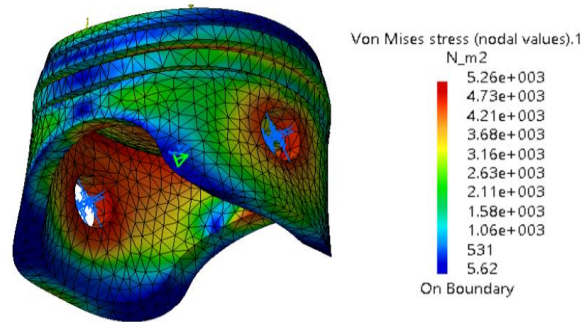 Von Mises stress (nodal values).1
N_m2
5.26e+003
4.73e+003
4.21e+003
3.68e+003
3.16e+003
2.63e+003
2.11e+003
1.58e+003
1.06e+003
531
5.62
On Boundary